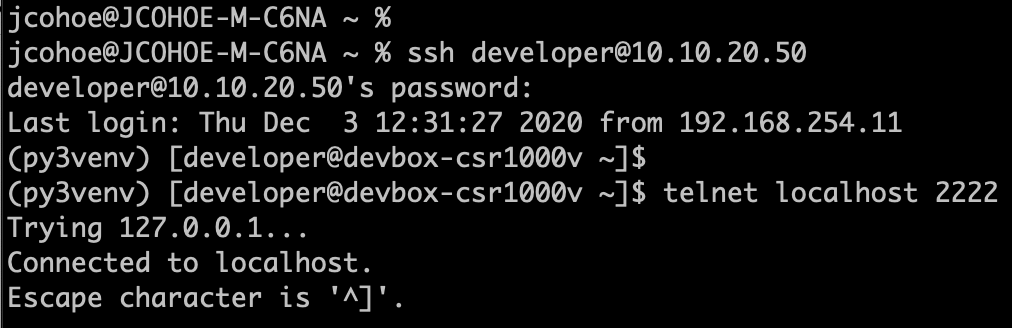 jcohoe@JCOHOE-M-C6NA ~ %
jcohoe@JCOHOE-M-C6NA ~ % ssh developer@10.10.20.50
developer@10.10.20.50's password:
Last login: Thu Dec  3 12:31:27 2020 from 192.168.254.11
(py3venv) [developer@devbox-csr1000v ~]$
(py3venv) [developer@devbox-csr1000v ~]$ telnet localhost 2222
Trying 127.0.0.1...
Connected to localhost.
Escape character is '^]'.